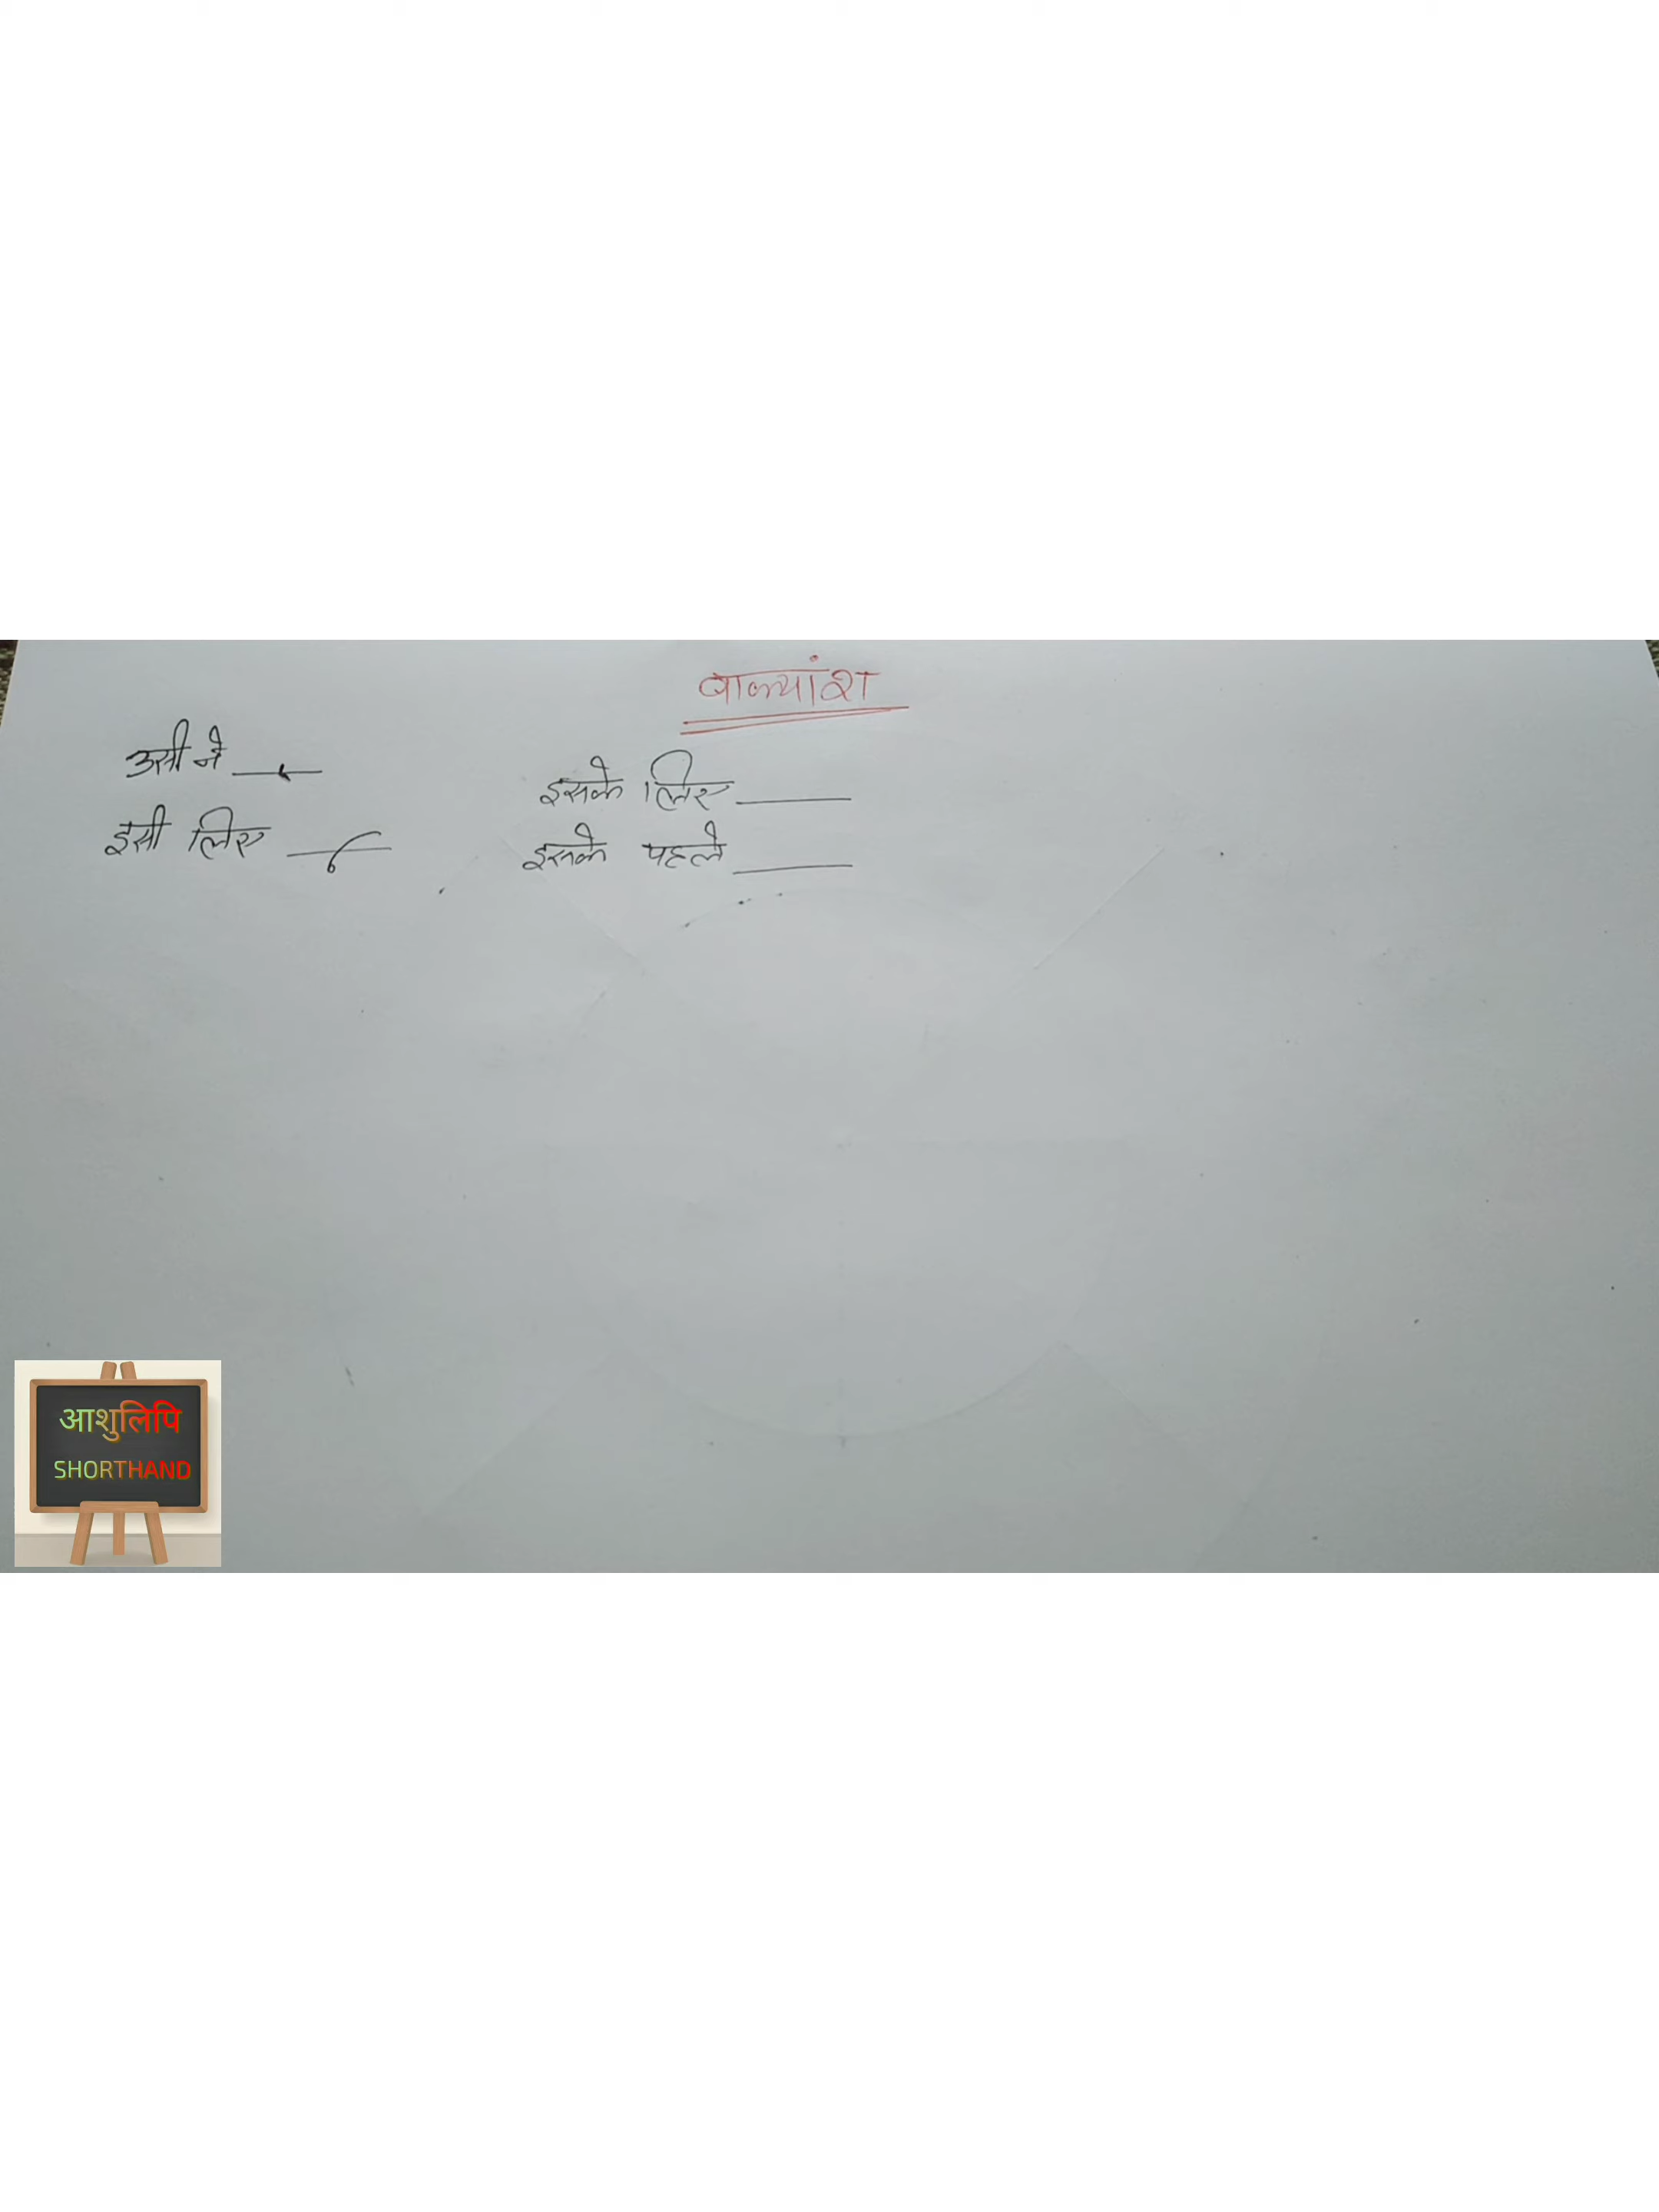 वाक्यांश
उसी ने
इसी लिए
इसके लिए
इसके पहले
आशुलिपि
SHORTHAND